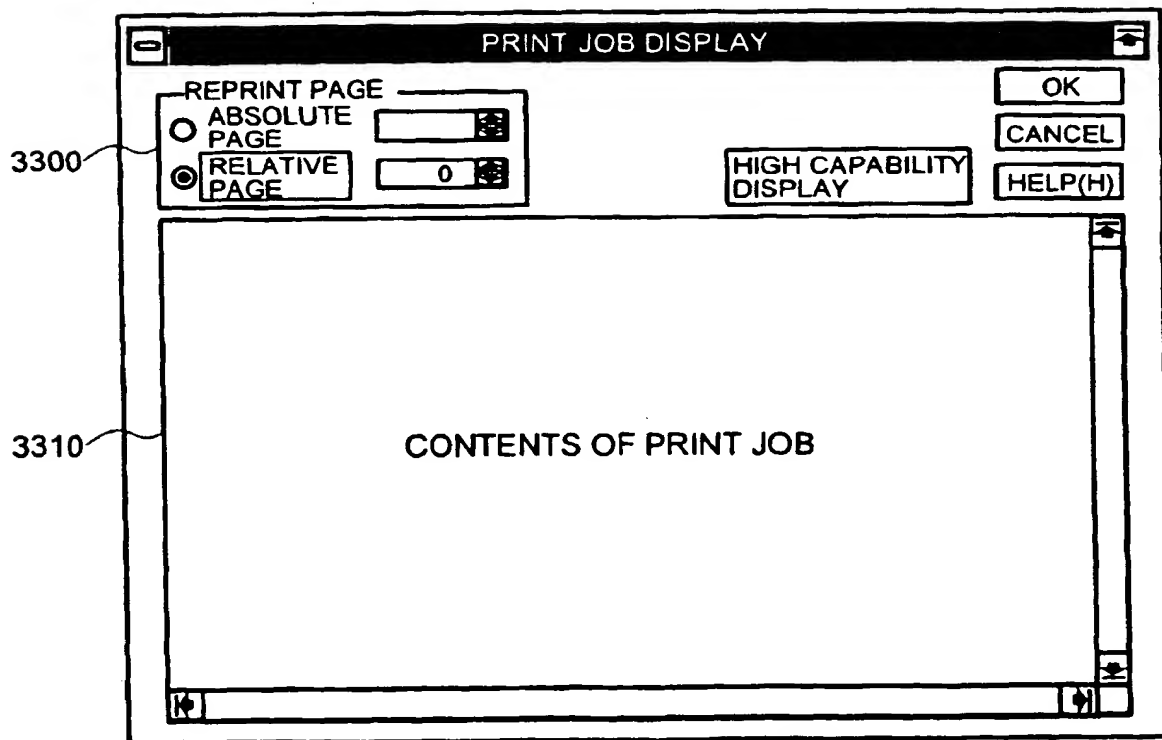 PRINT JOB DISPLAY
REPRINT PAGE
ABSOLUTE
PAGE
RELATIVE
PAGE
0
HIGH CAPABILITY
DISPLAY
OK
CANCEL
HELP(H)
3300
3310
CONTENTS OF PRINT JOB